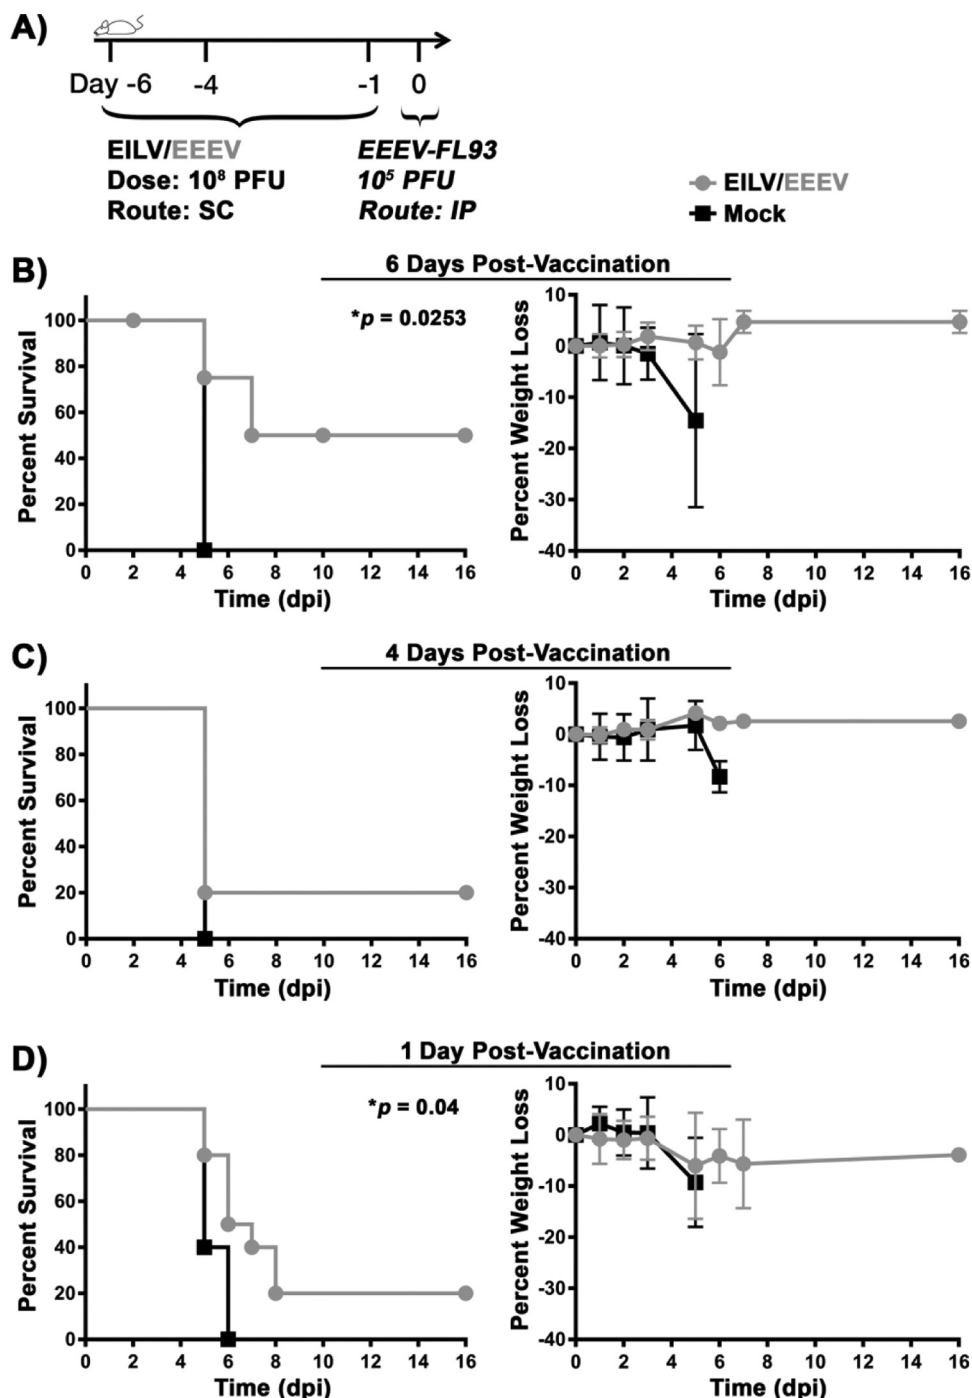 A)
Day -6 -4 -1 0
EILV/EEEV EEEV-FL93
Dose: 10⁸ PFU 10⁵ PFU
Route: SC Route: IP
EILV/EEEV
Mock
B)
6 Days Post-Vaccination
*p = 0.0253
Percent Survival
100
80
60
40
20
0
0 2 4 6 8 10 12 14 16
Time (dpi)
Percent Weight Loss
10
0
-10
-20
-30
-40
0 2 4 6 8 10 12 14 16
Time (dpi)
C)
4 Days Post-Vaccination
Percent Survival
100
80
60
40
20
0
0 2 4 6 8 10 12 14 16
Time (dpi)
Percent Weight Loss
10
0
-10
-20
-30
-40
0 2 4 6 8 10 12 14 16
Time (dpi)
D)
1 Day Post-Vaccination
*p = 0.04
Percent Survival
100
80
60
40
20
0
0 2 4 6 8 10 12 14 16
Time (dpi)
Percent Weight Loss
10
0
-10
-20
-30
-40
0 2 4 6 8 10 12 14 16
Time (dpi)